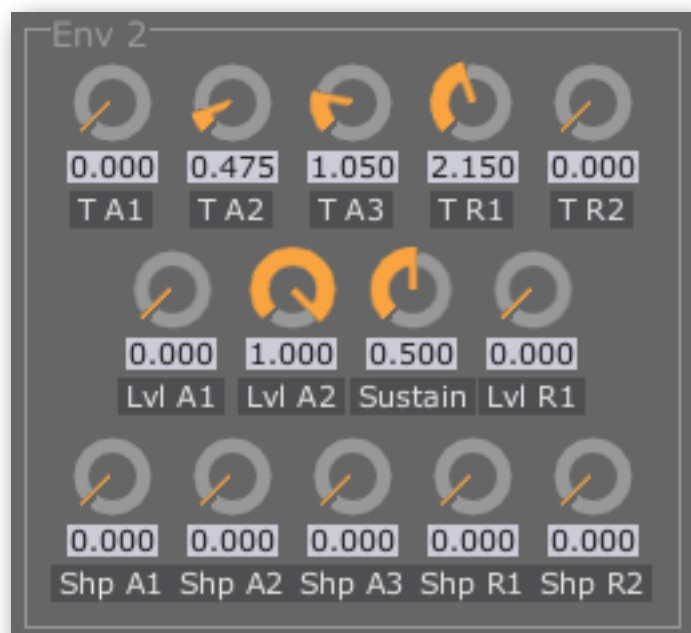 Env 2
0.000 0.475 1.050 2.150 0.000
T A1 T A2 T A3 T R1 T R2
0.000 1.000 0.500 0.000
Lvl A1 Lvl A2 Sustain Lvl R1
0.000 0.000 0.000 0.000 0.000
Shp A1 Shp A2 Shp A3 Shp R1 Shp R2